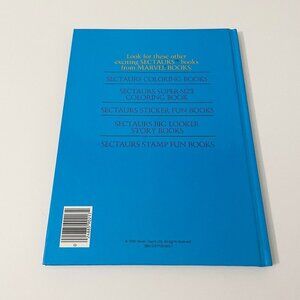 Look for these other
exciting SECTAURS™ books
from MARVEL BOOKS:
SECTAURS COLORING BOOKS
SECTAURS SUPER SIZE
COLORING BOOK
SECTAURS STICKER FUN BOOKS
SECTAURS BIG LOOKER
STORY BOOKS
SECTAURS STAMP FUN BOOKS